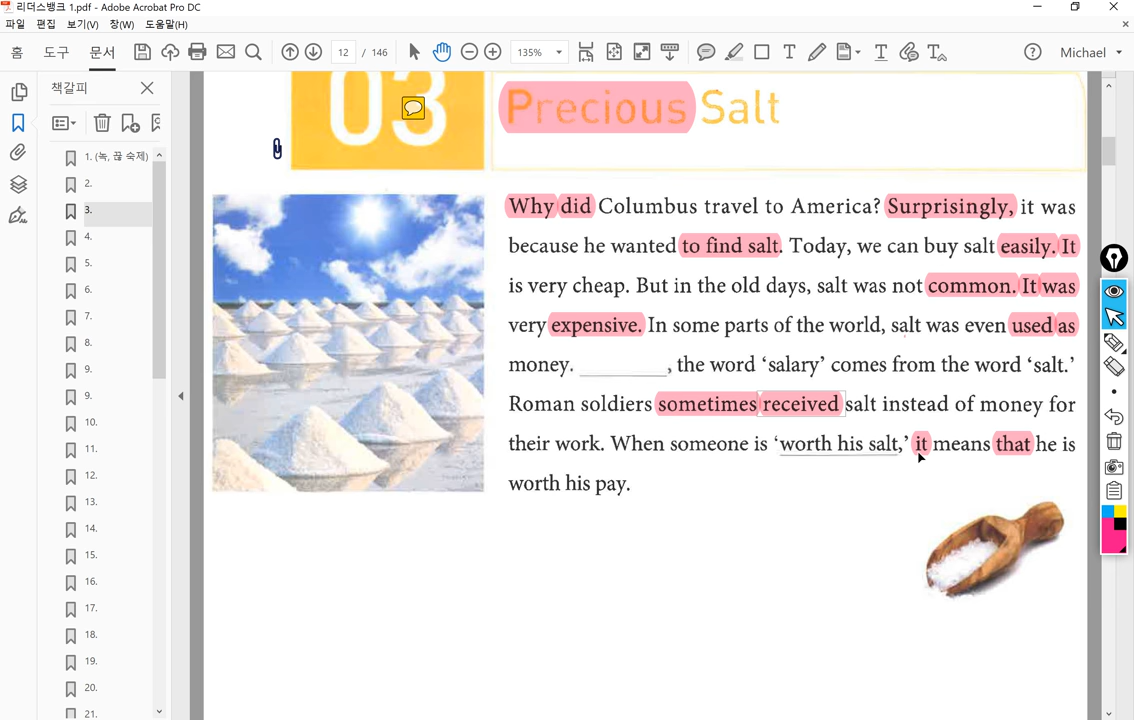 리더스뱅크 1.pdf - Adobe Acrobat Pro DC
파일 편집 보기(V) 창(W) 도움말(H)
홈 도구 문서 12 / 146 135% Michael
책갈피
1. (녹, 끊 숙제)
2.
3.
4.
5.
6.
7.
8.
9.
9.
10.
11.
12.
13.
14.
15.
16.
17.
18.
19.
20.
21.
03
Precious Salt
Why did Columbus travel to America? Surprisingly, it was
because he wanted to find salt. Today, we can buy salt easily. It
is very cheap. But in the old days, salt was not common. It was
very expensive. In some parts of the world, salt was even used as
money. ________, the word ‘salary’ comes from the word ‘salt.’
Roman soldiers sometimes received salt instead of money for
their work. When someone is ‘worth his salt,’ it means that he is
worth his pay.